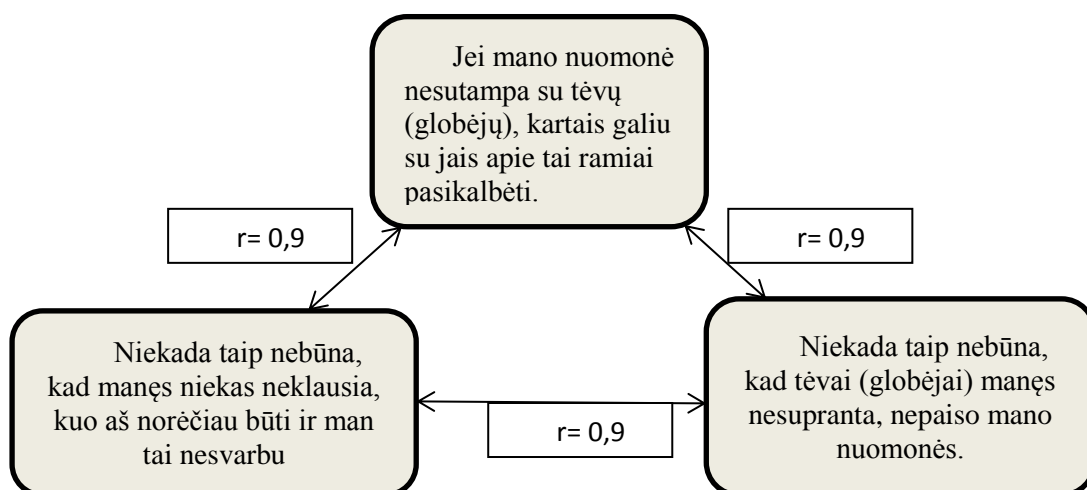 Jei mano nuomonė
nesutampa su tėvų
(globėjų), kartais galiu
su jais apie tai ramiai
pasikalbėti.
r= 0,9
r= 0,9
Niekada taip nebūna,
kad manęs niekas neklausia,
kuo aš norėčiau būti ir man
tai nesvarbu
Niekada taip nebūna,
kad tėvai (globėjai) manęs
nesupranta, nepaiso mano
nuomonės.
r= 0,9